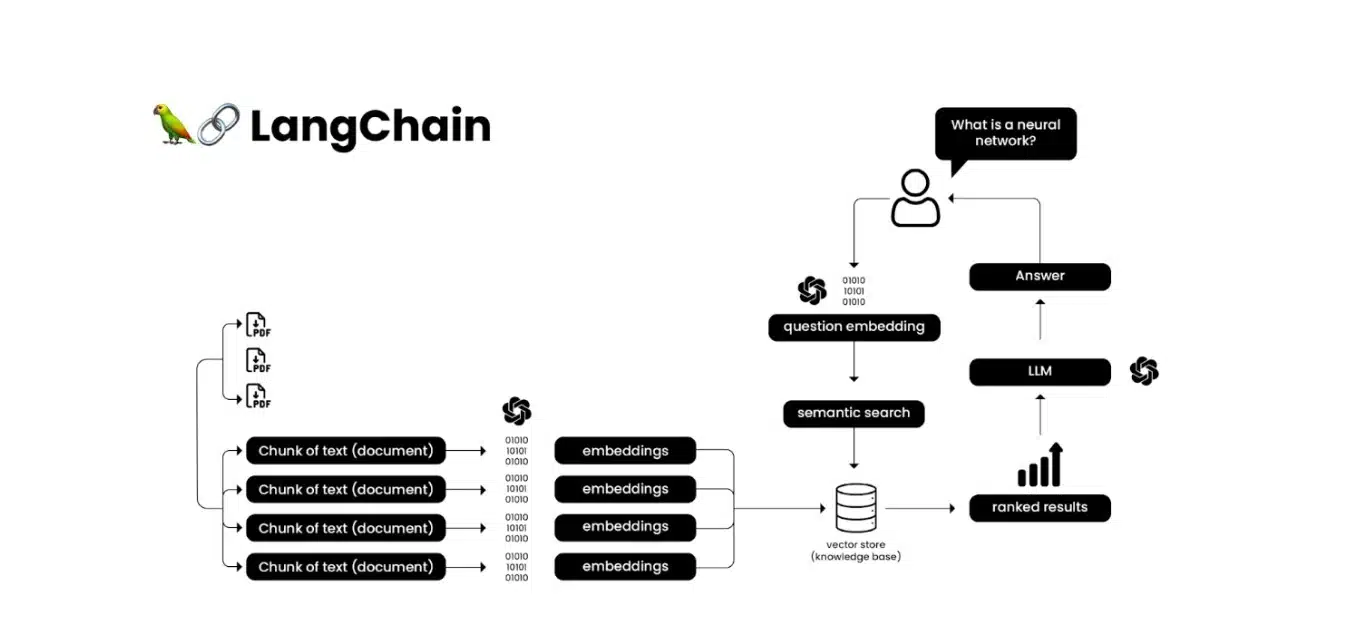 LangChain
What is a neural
network?
01010
10101
01010
question embedding
semantic search
vector store
(knowledge base)
Answer
LLM
ranked results
PDF
PDF
PDF
Chunk of text (document)
01010
10101
01010
embeddings
Chunk of text (document)
01010
10101
01010
embeddings
Chunk of text (document)
01010
10101
01010
embeddings
Chunk of text (document)
01010
10101
01010
embeddings